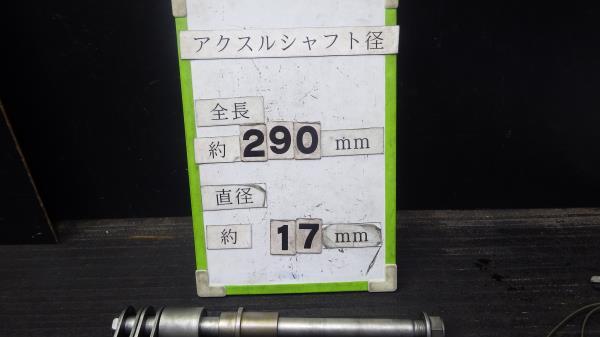 アクスルシャフト径
全長
約 290 mm
直径
約 17 mm